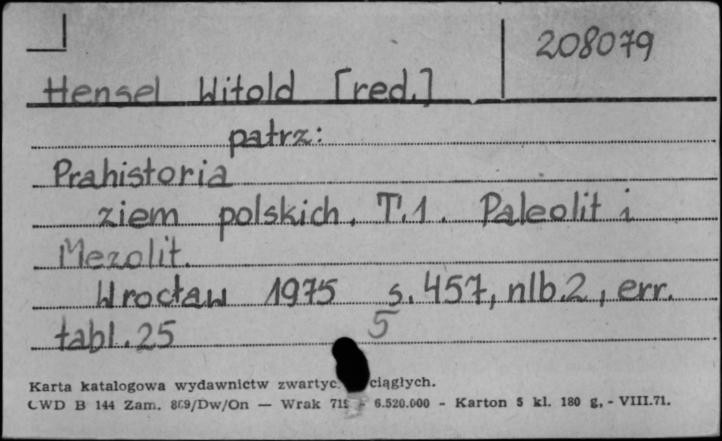 208079
Hensel Witold [red.]
patrz:
Prahistoria
ziem polskich. T.1. Paleolit i
Mezolit.
Wrocław 1975 s. 457, nlb.2, err.
tabl. 25 5
Karta katalogowa wydawnictw ciągłych.
CWD B 144 Zam. 869/Dw/On — Wrak 6.520.000 - Karton 5 kl. 180 g, - VIII.71.